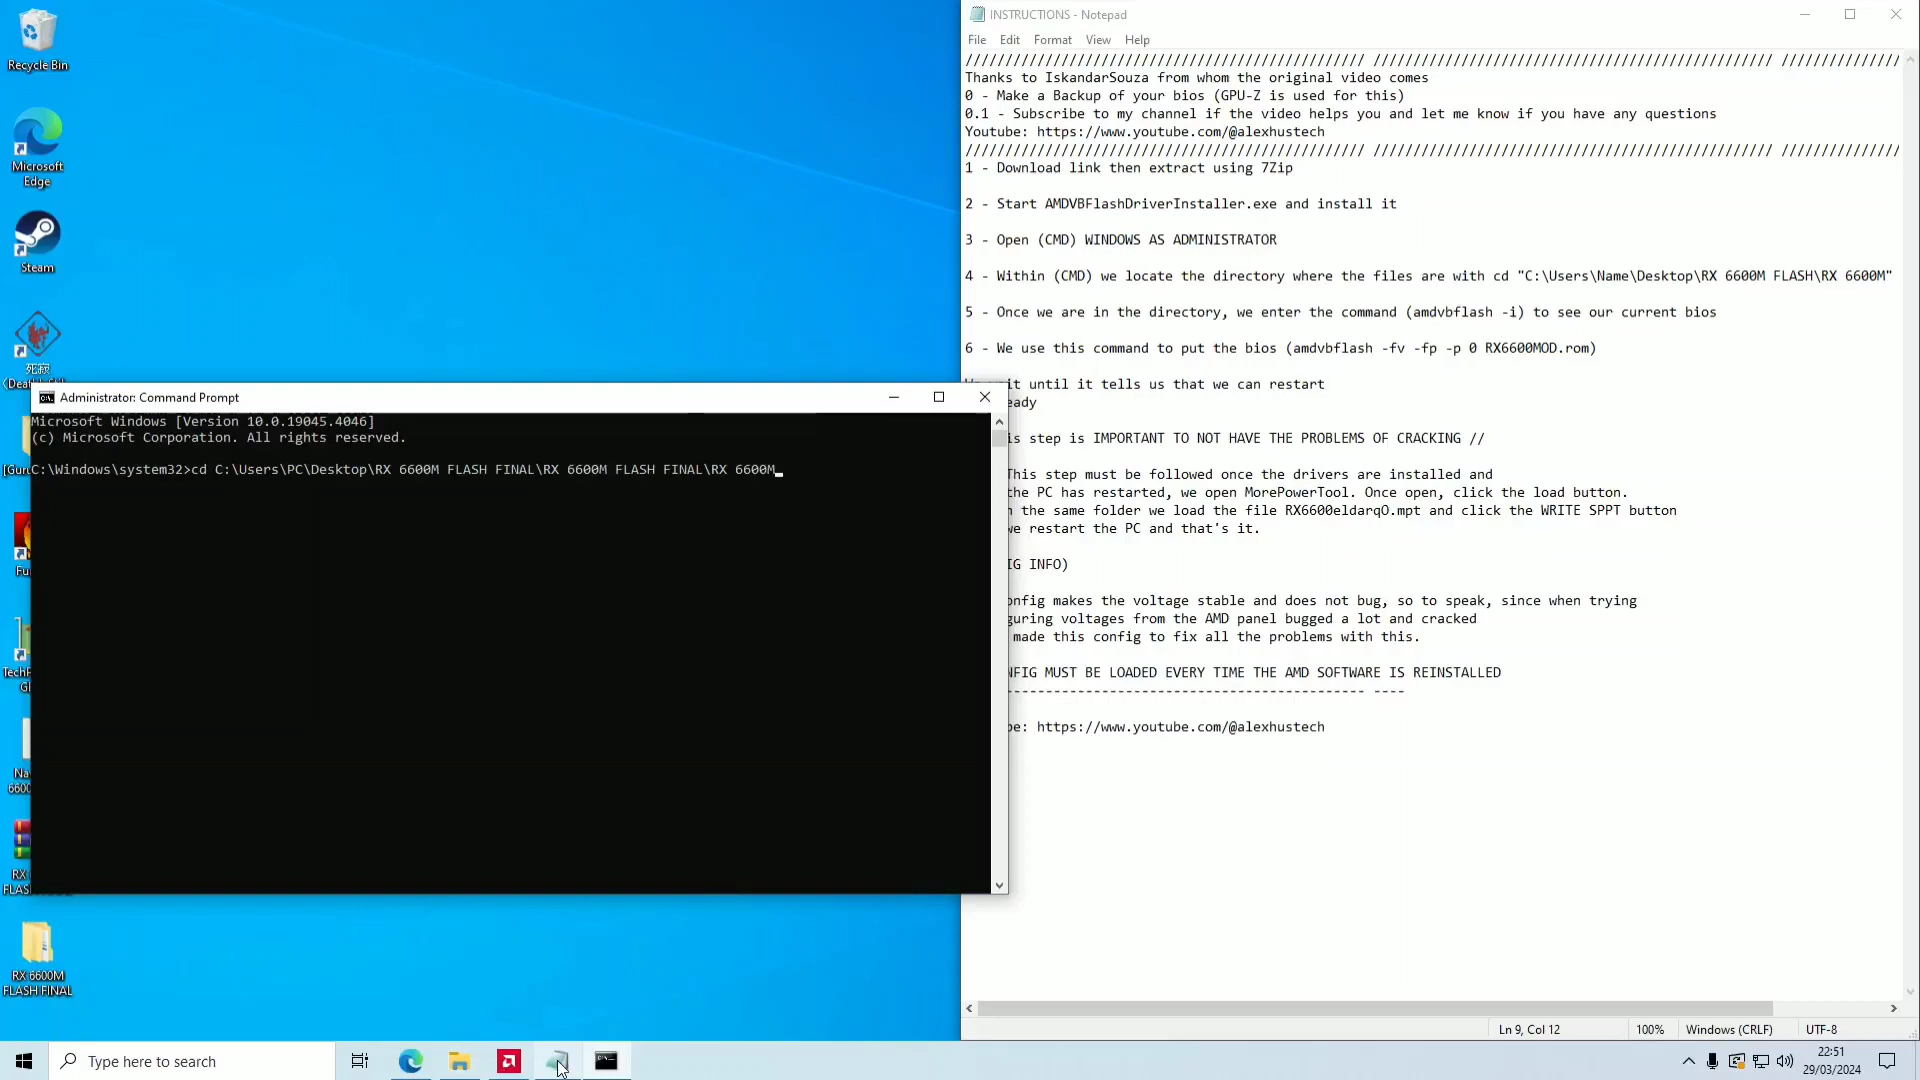 Recycle Bin
Microsoft
Edge
Steam
死寂
(Death
[Guru
Fu
TechP
Gl
Na
6600
RX
FLASH
RX 6600M
FLASH FINAL
INSTRUCTIONS - Notepad
File Edit Format View Help
///////////////////////////////////////////////// ///////////////////////////////////////////////// ///////////////
Thanks to IskandarSouza from whom the original video comes
0 - Make a Backup of your bios (GPU-Z is used for this)
0.1 - Subscribe to my channel if the video helps you and let me know if you have any questions
Youtube: https://www.youtube.com/@alexhustech
///////////////////////////////////////////////// ///////////////////////////////////////////////// ///////////////
1 - Download link then extract using 7Zip
2 - Start AMDVBFlashDriverInstaller.exe and install it
3 - Open (CMD) WINDOWS AS ADMINISTRATOR
4 - Within (CMD) we locate the directory where the files are with cd "C:\Users\Name\Desktop\RX 6600M FLASH\RX 6600M"
5 - Once we are in the directory, we enter the command (amdvbflash -i) to see our current bios
6 - We use this command to put the bios (amdvbflash -fv -fp -p 0 RX6600MOD.rom)
it until it tells us that we can restart
eady
is step is IMPORTANT TO NOT HAVE THE PROBLEMS OF CRACKING //
This step must be followed once the drivers are installed and
the PC has restarted, we open MorePowerTool. Once open, click the load button.
n the same folder we load the file RX6600eldarqO.mpt and click the WRITE SPPT button
we restart the PC and that's it.
IG INFO)
onfig makes the voltage stable and does not bug, so to speak, since when trying
guring voltages from the AMD panel bugged a lot and cracked
made this config to fix all the problems with this.
NFIG MUST BE LOADED EVERY TIME THE AMD SOFTWARE IS REINSTALLED
-------------------------------------------- ----
be: https://www.youtube.com/@alexhustech
Ln 9, Col 12 100% Windows (CRLF) UTF-8
Administrator: Command Prompt
Microsoft Windows [Version 10.0.19045.4046]
(c) Microsoft Corporation. All rights reserved.
C:\Windows\system32>cd C:\Users\PC\Desktop\RX 6600M FLASH FINAL\RX 6600M FLASH FINAL\RX 6600M
Type here to search
22:51
29/03/2024